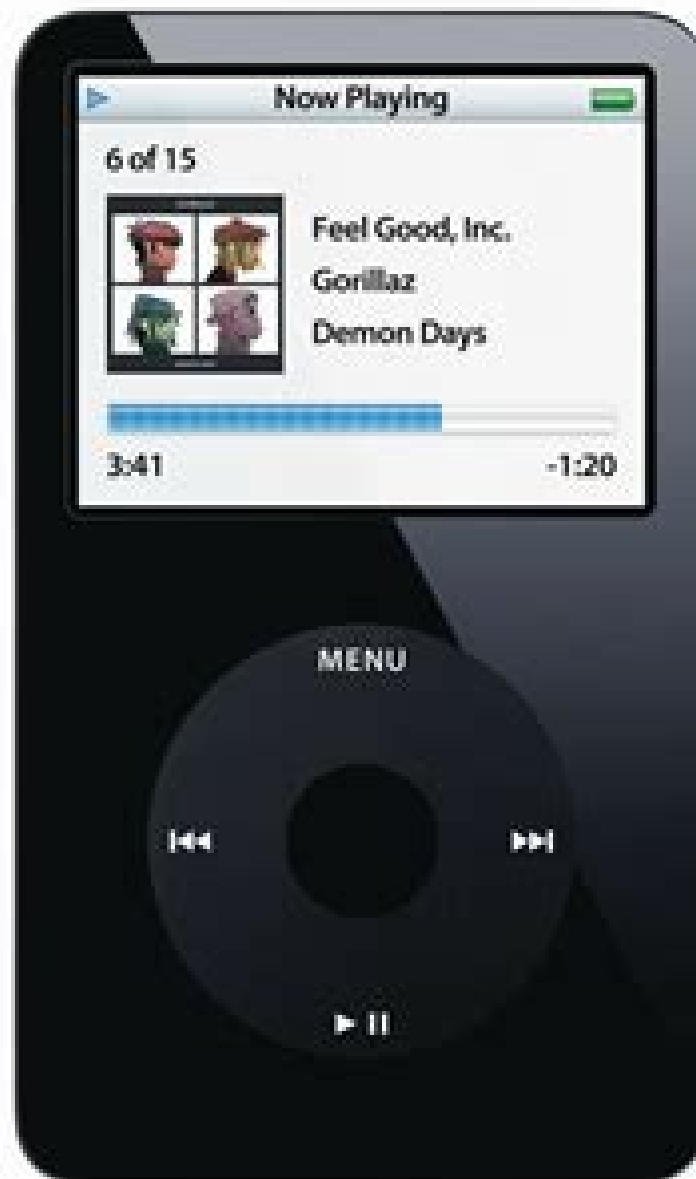 Now Playing
6 of 15
Feel Good, Inc.
Gorillaz
Demon Days
3:41 -1:20
MENU